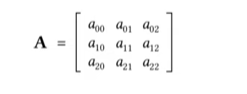 a₀₀ a₀₁ a₀₂
A = a₁₀ a₁₁ a₁₂
a₂₀ a₂₁ a₂₂